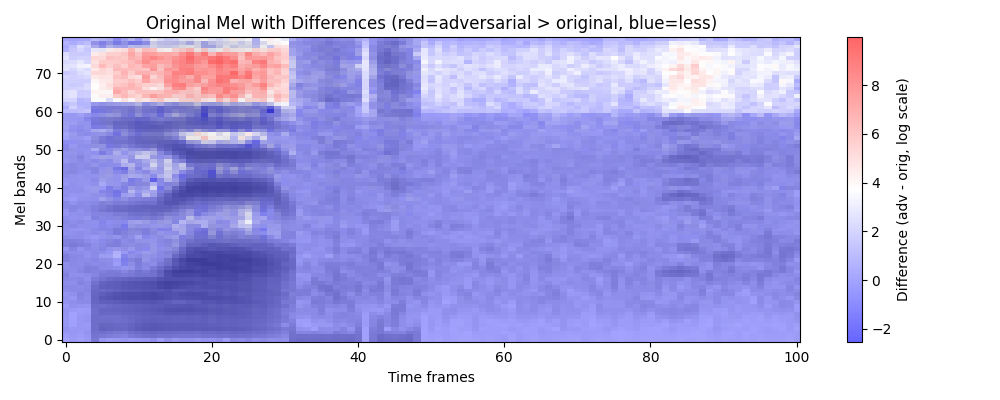 Original Mel with Differences (red=adversarial > original, blue=less)
Mel bands
70
60
50
40
30
20
10
0
0 20 40 60 80 100
Time frames
8
6
4
2
0
−2
Difference (adv - orig, log scale)